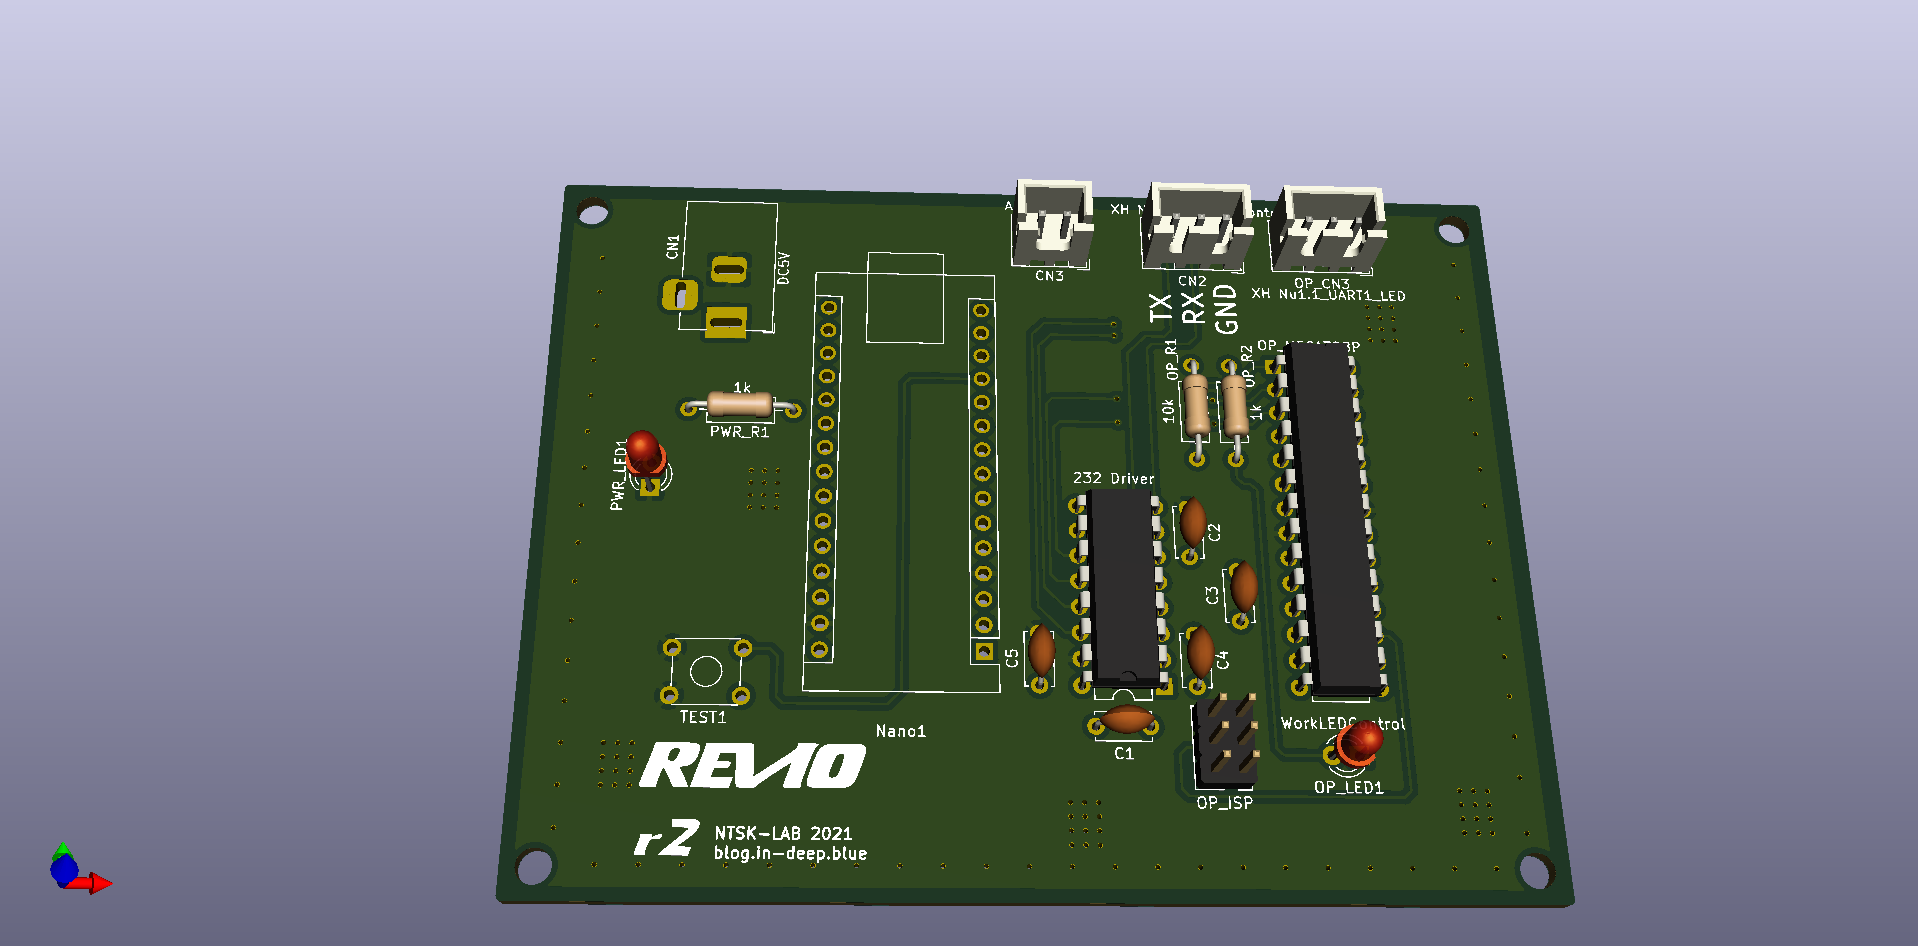 CN1
DC5V
CN3
CN2
OP_CN3
XH Nu1.1_UART1_LED
TX
RX
GND
OP_R1
OP_R2
10k
1k
1k
PWR_R1
PWR_LED1
232 Driver
C2
C3
C5
C4
C1
TEST1
Nano1
WorkLEDControl
OP_LED1
OP_ISP
REVIO
r2
NTSK-LAB 2021
blog.in-deep.blue